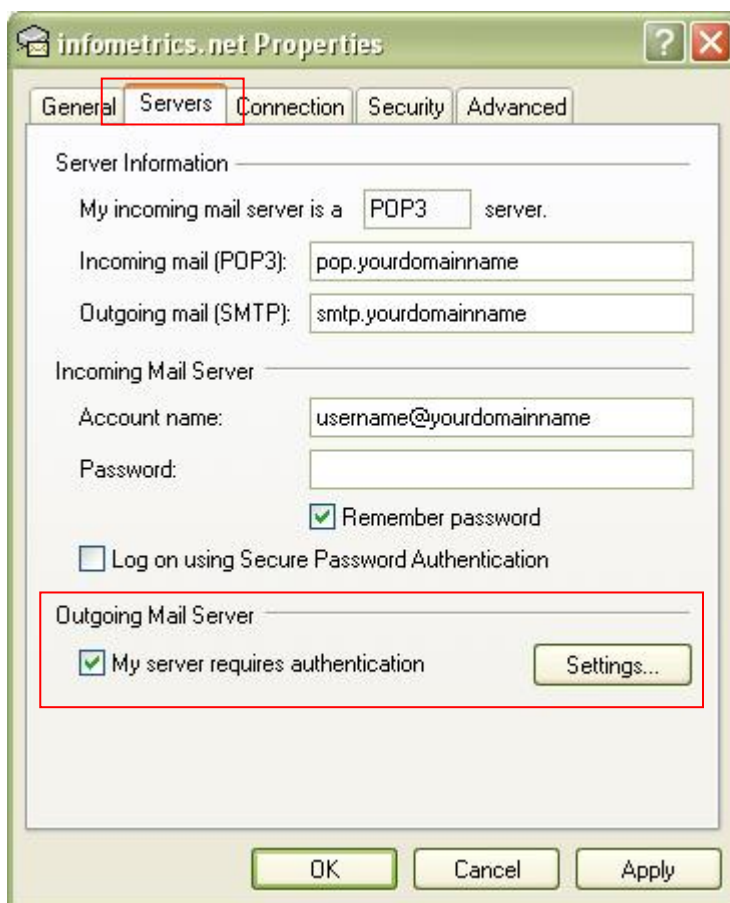 infometrics.net Properties
General Servers Connection Security Advanced
Server Information
My incoming mail server is a POP3 server.
Incoming mail (POP3): pop.yourdomainname
Outgoing mail (SMTP): smtp.yourdomainname
Incoming Mail Server
Account name: username@yourdomainname
Password:
Remember password
Log on using Secure Password Authentication
Outgoing Mail Server
My server requires authentication Settings...
OK Cancel Apply